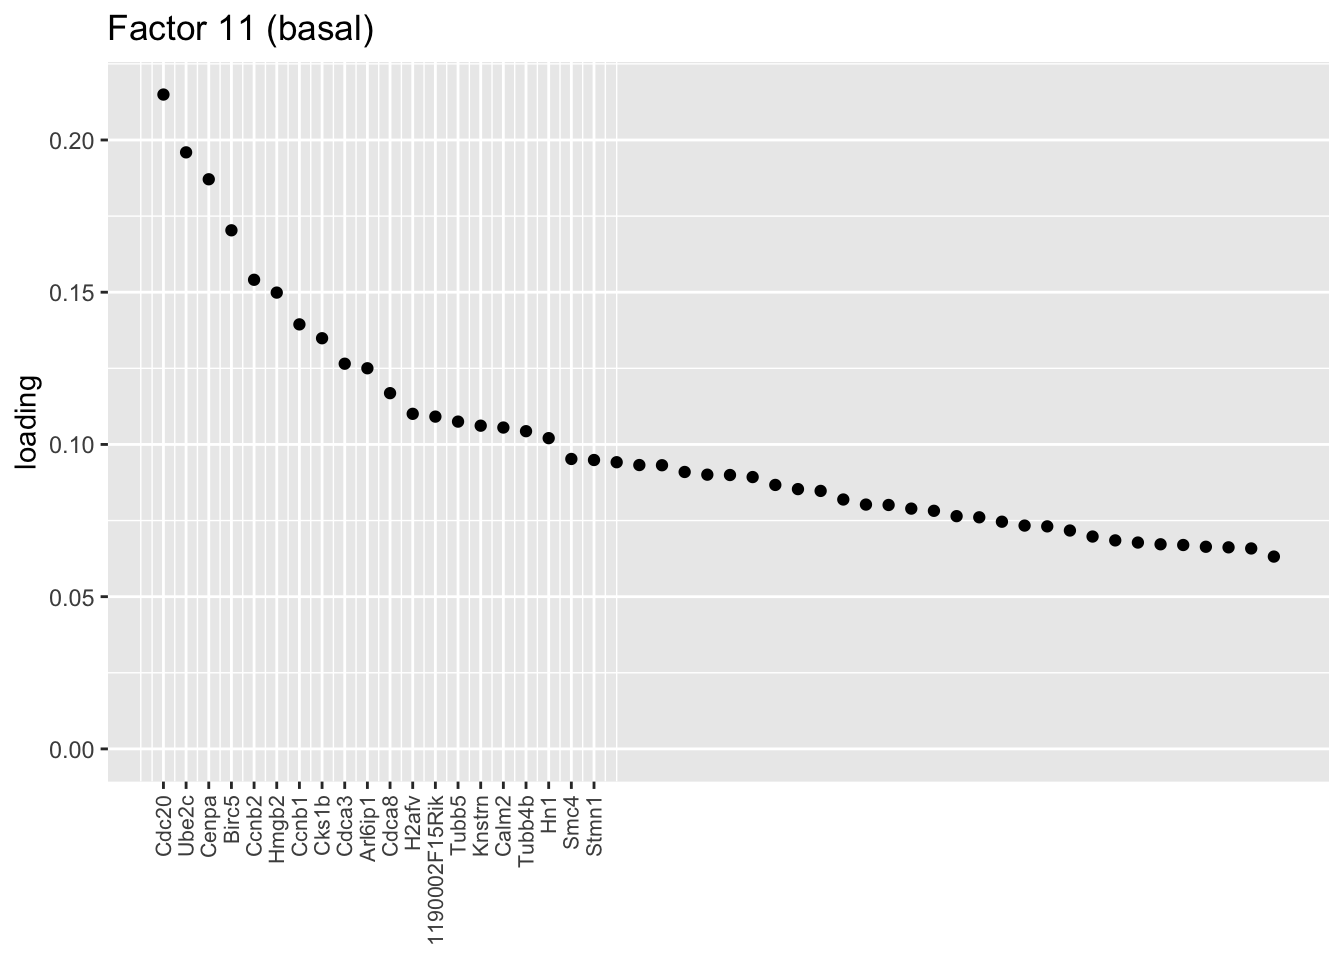 Factor 11 (basal)
loading
0.20
0.15
0.10
0.05
0.00
Cdc20
Ube2c
Cenpa
Birc5
Ccnb2
Hmgb2
Ccnb1
Cks1b
Cdca3
Arl6ip1
Cdca8
H2afv
1190002F15Rik
Tubb5
Knstrn
Calm2
Tubb4b
Hn1
Smc4
Stmn1